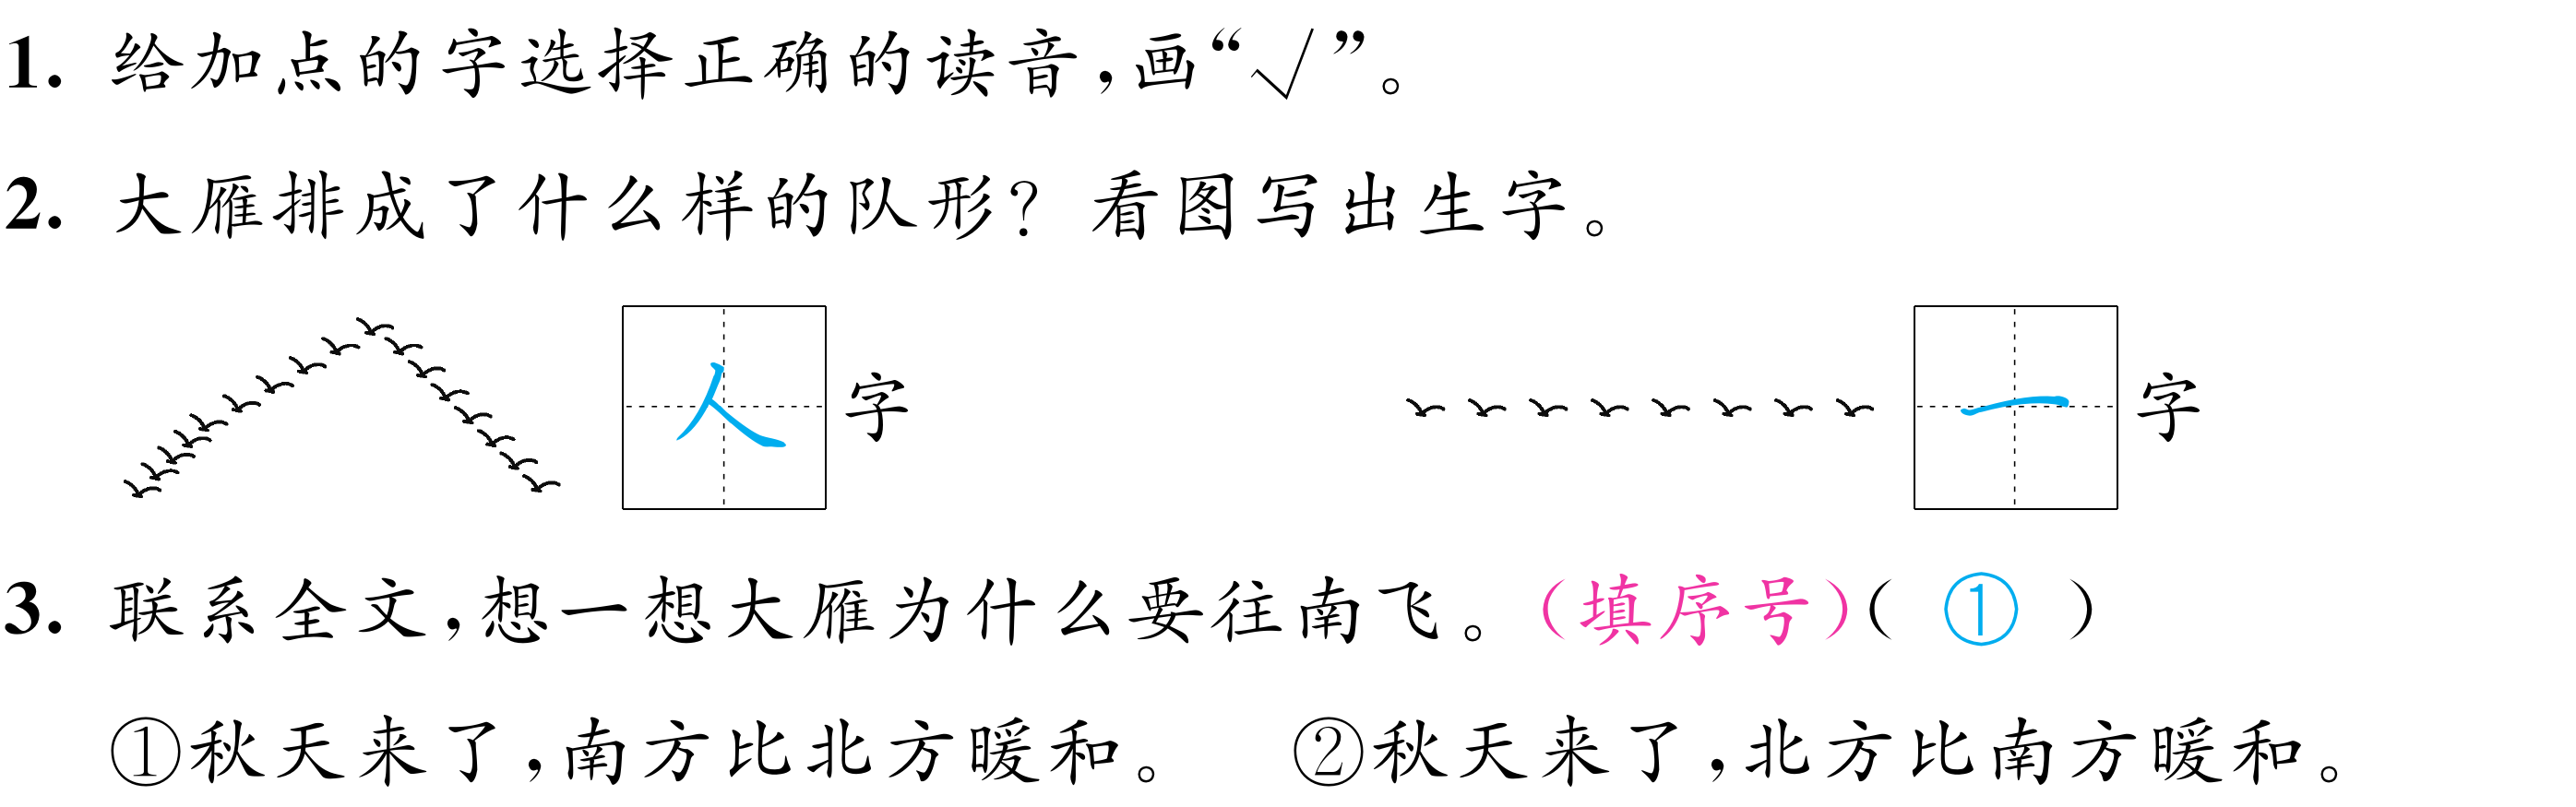 1. 给加点的字选择正确的读音,画“√”。
2. 大雁排成了什么样的队形? 看图写出生字。
人 字 一 字
3. 联系全文,想一想大雁为什么要往南飞。(填序号)( ① )
①秋天来了,南方比北方暖和。 ②秋天来了,北方比南方暖和。